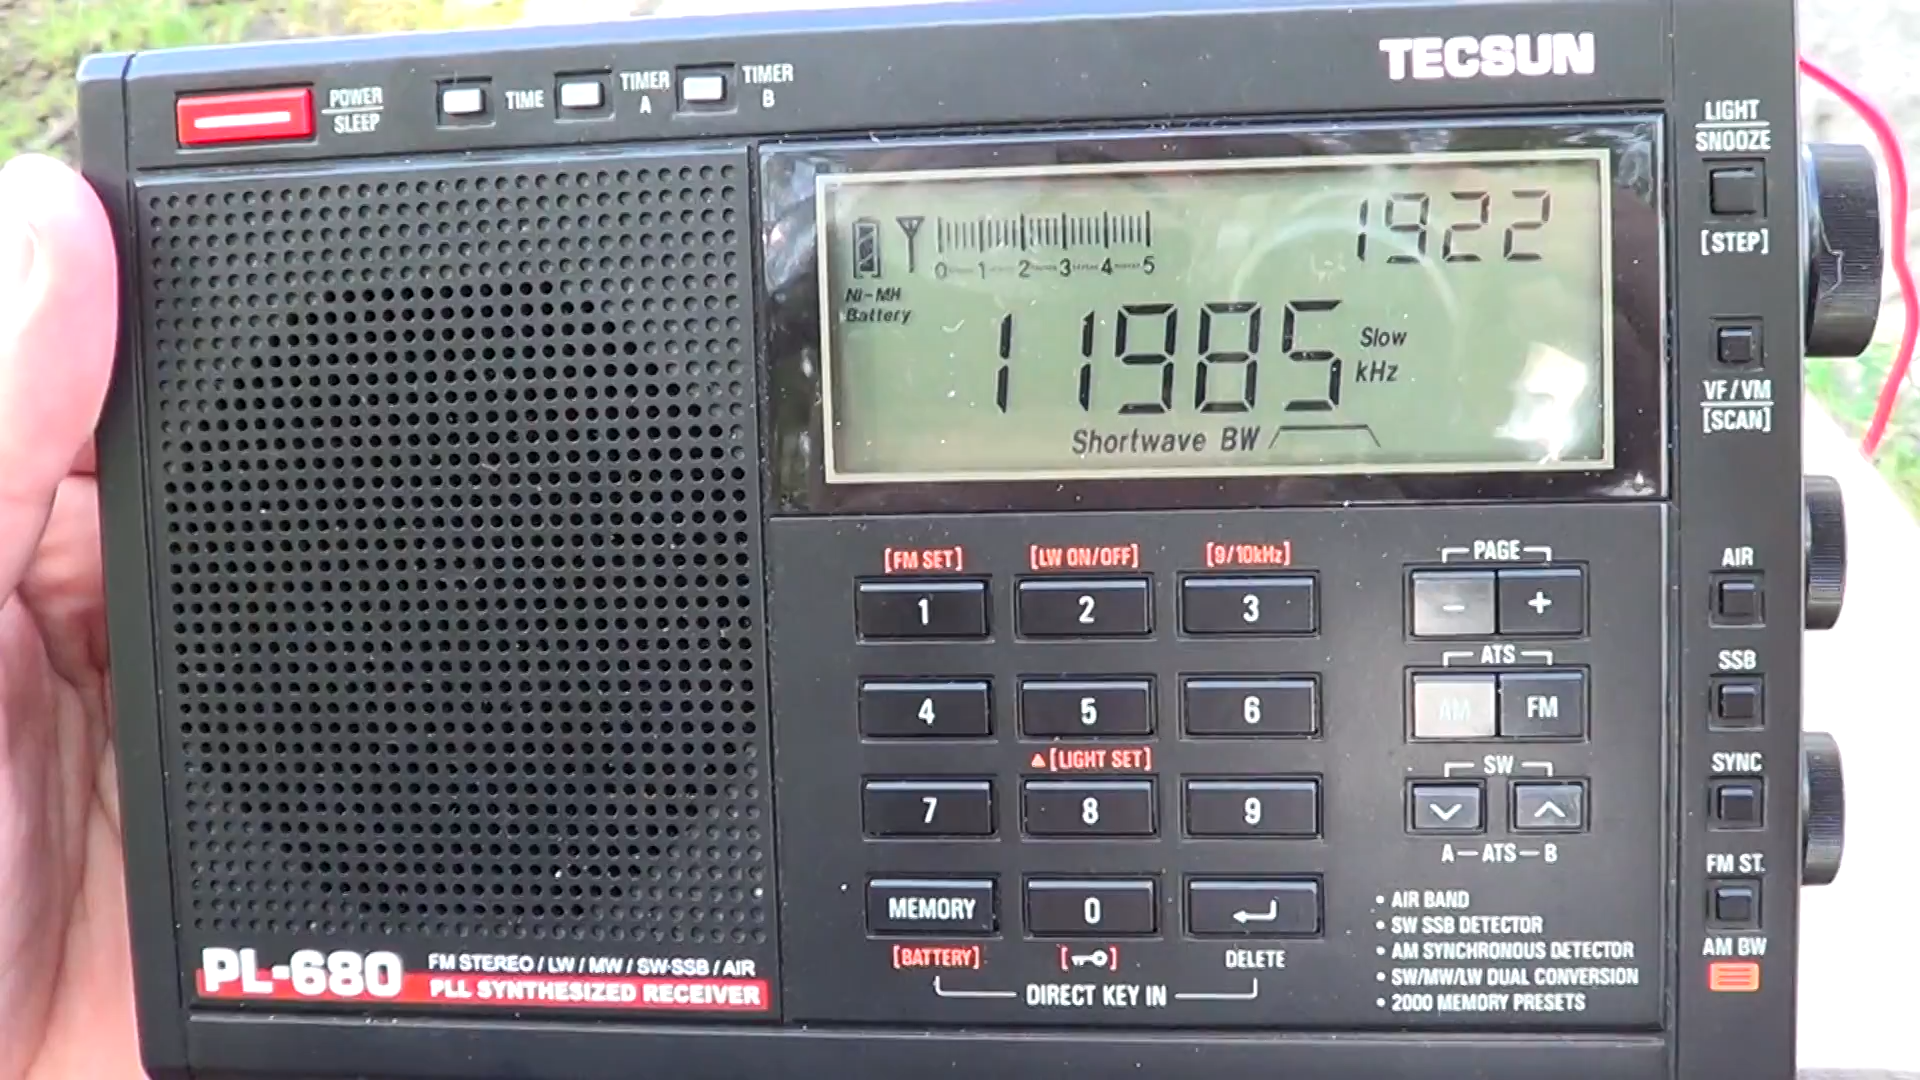 TECSUN
POWER
SLEEP
TIME
TIMER
A
TIMER
B
LIGHT
SNOOZE
[STEP]
1922
0 1 2 3 4 5
Ni-MH
Battery
11985
Slow
kHz
Shortwave BW
VF/VM
[SCAN]
[FM SET] [LW ON/OFF] [9/10kHz]
1 2 3
PAGE
- +
AIR
4 5 6
ATS
AM FM
SSB
▲[LIGHT SET]
7 8 9
SW
A-ATS-B
SYNC
MEMORY 0
[BATTERY] DELETE
DIRECT KEY IN
• AIR BAND
• SW SSB DETECTOR
• AM SYNCHRONOUS DETECTOR
• SW/MW/LW DUAL CONVERSION
• 2000 MEMORY PRESETS
FM ST.
AM BW
PL-680
FM STEREO / LW / MW / SW-SSB / AIR
PLL SYNTHESIZED RECEIVER